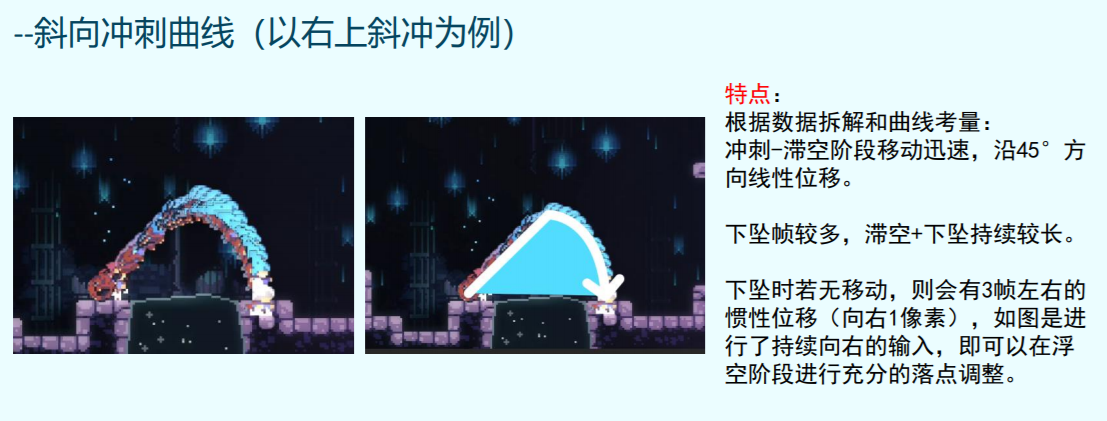 --斜向冲刺曲线（以右上斜冲为例）
特点：
根据数据拆解和曲线考量：
冲刺-滞空阶段移动迅速，沿45°方
向线性位移。
下坠帧较多，滞空+下坠持续较长。
下坠时若无移动，则会有3帧左右的
惯性位移（向右1像素），如图是进
行了持续向右的输入，即可以在浮
空阶段进行充分的落点调整。